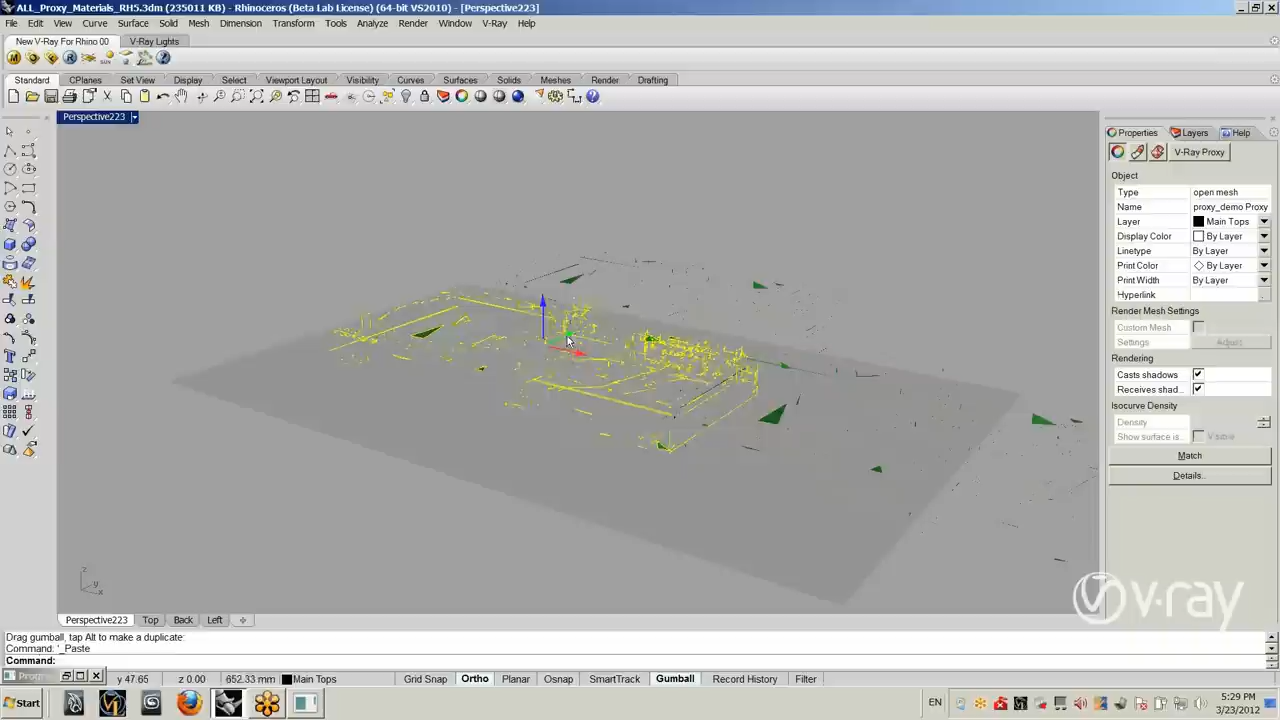 ALL_Proxy_Materials_RH5.3dm (235011 KB) - Rhinoceros (Beta Lab License) (64-bit VS2010) - [Perspective223]
File Edit View Curve Surface Solid Mesh Dimension Transform Tools Analyze Render Window V-Ray Help
New V-Ray For Rhino 00 V-Ray Lights
Standard CPlanes Set View Display Select Viewport Layout Visibility Curves Surfaces Solids Meshes Render Drafting
Perspective223
Properties Layers Help
V-Ray Proxy
Object
Type open mesh
Name proxy_demo Proxy
Layer Main Tops
Display Color By Layer
Linetype By Layer
Print Color By Layer
Print Width By Layer
Hyperlink
Render Mesh Settings
Custom Mesh
Settings Adjust
Rendering
Casts shadows
Receives shad...
Isocurve Density
Density
Show surface is... Visible
Match
Details..
z
y
x
v·ray
Perspective223 Top Back Left
Drag gumball, tap Alt to make a duplicate:
Command: '_Paste
Command:
y 47.65 z 0.00 652.33 mm Main Tops Grid Snap Ortho Planar Osnap SmartTrack Gumball Record History Filter
Start
EN
5:29 PM
3/23/2012